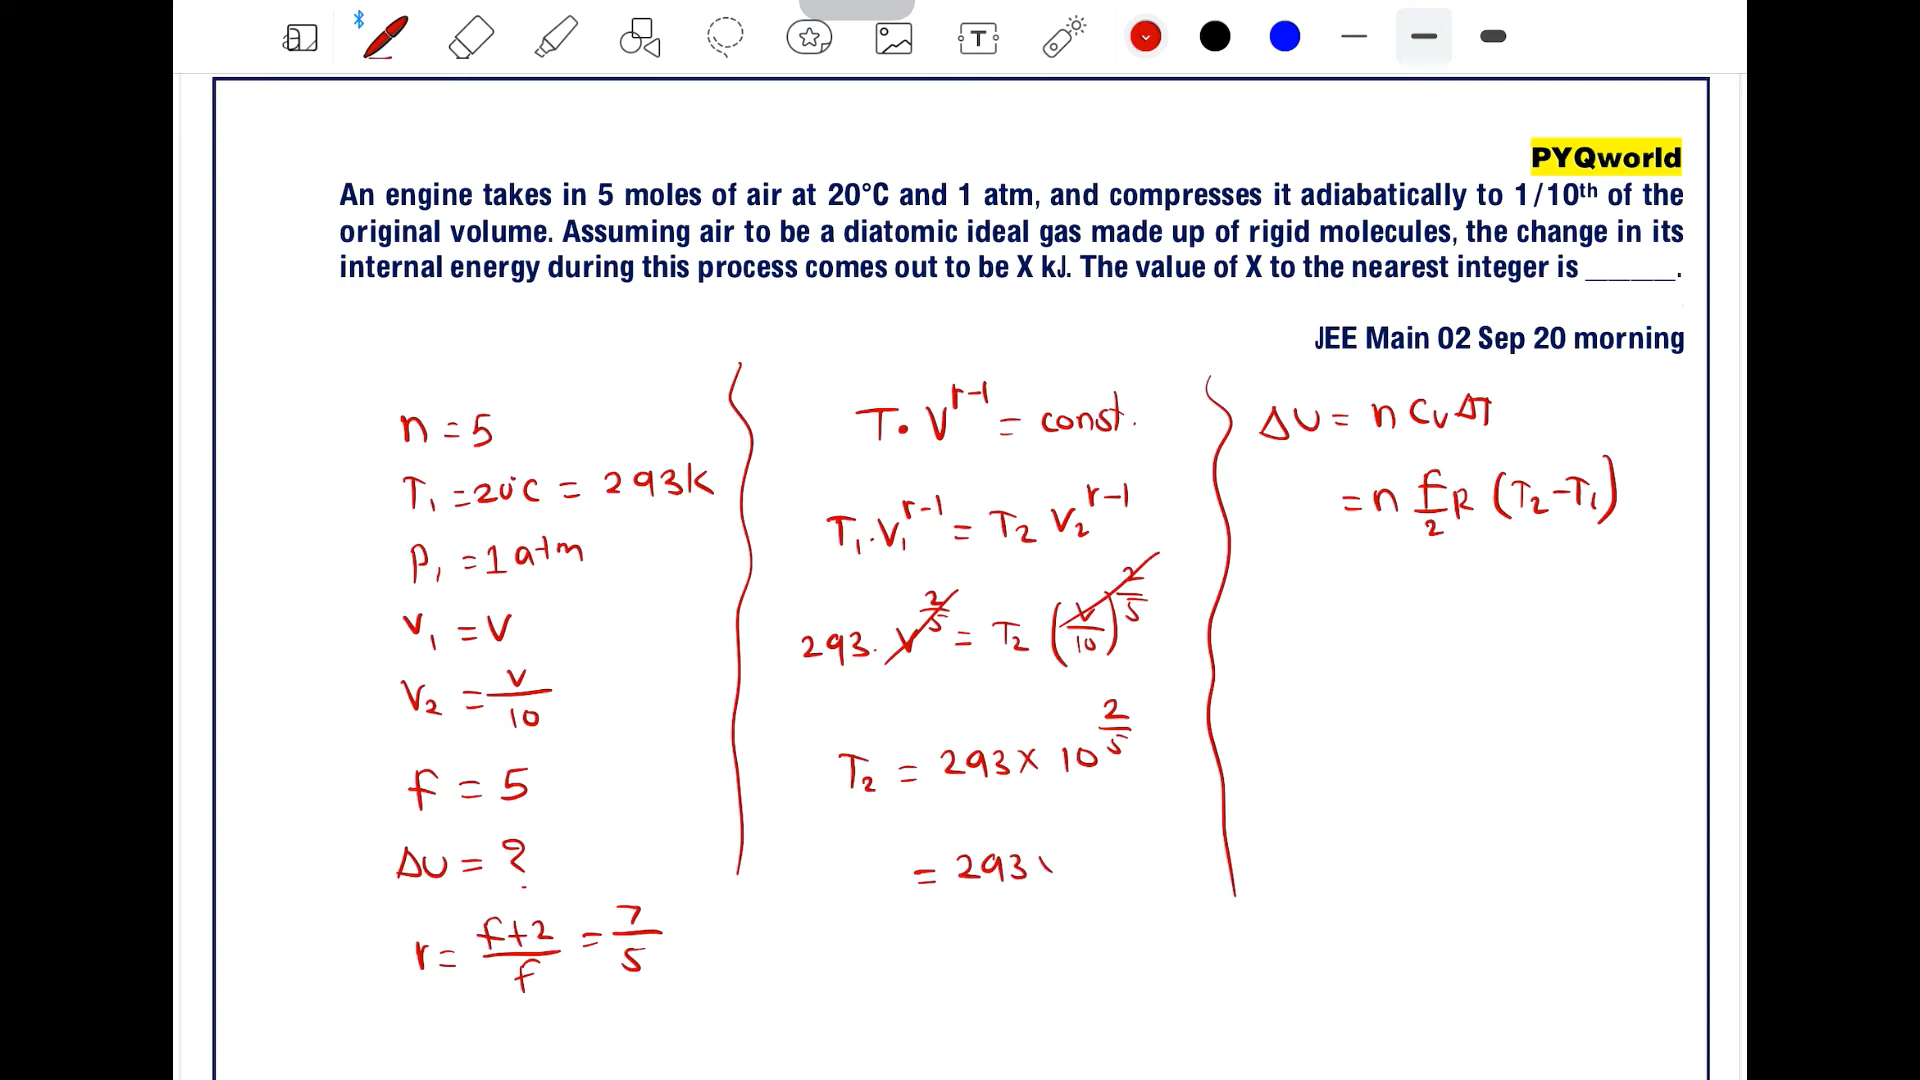 PYQworld
An engine takes in 5 moles of air at 20°C and 1 atm, and compresses it adiabatically to 1/10ᵗʰ of the
original volume. Assuming air to be a diatomic ideal gas made up of rigid molecules, the change in its
internal energy during this process comes out to be X kJ. The value of X to the nearest integer is _____.
JEE Main 02 Sep 20 morning
n = 5
T₁ = 20°C = 293k
P₁ = 1 atm
V₁ = V
V₂ = V/10
f = 5
ΔU = ?
r = (f+2)/f = 7/5
T · V^(r-1) = const.
T₁ · V₁^(r-1) = T₂ V₂^(r-1)
293 · V^(2/5) = T₂ (V/10)^(2/5)
T₂ = 293 × 10^(2/5)
= 293
ΔU = n Cv ΔT
= n f/2 R (T₂ - T₁)
T